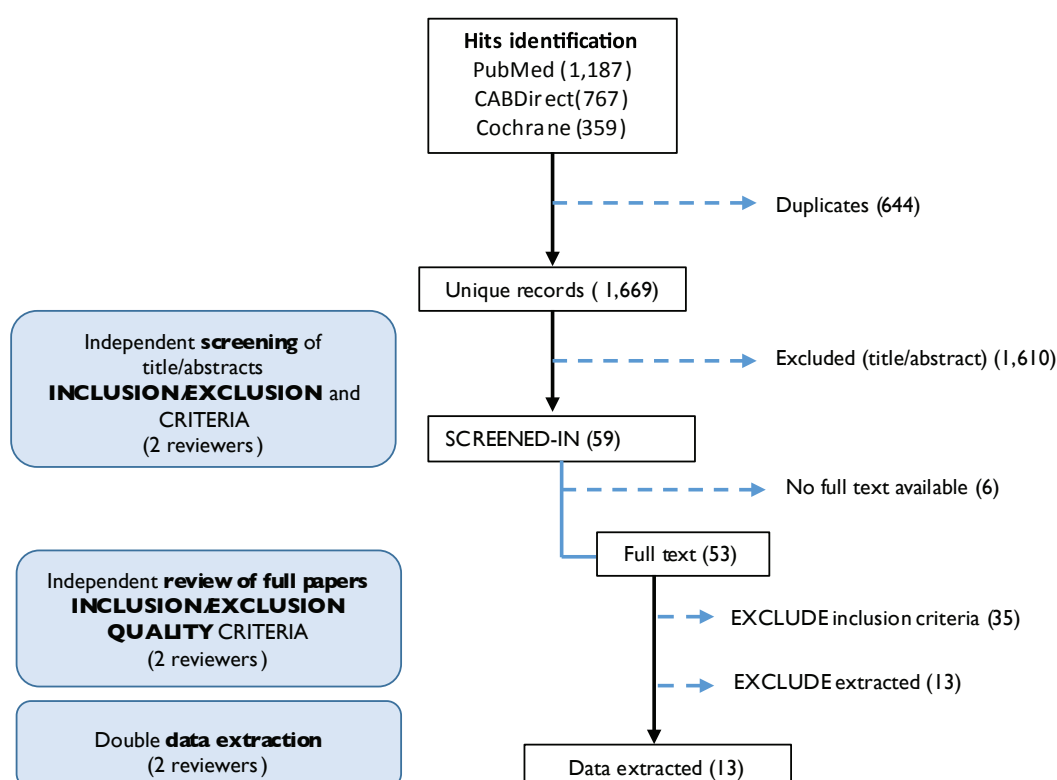 Hits identification
PubMed (1,187)
CABDirect(767)
Cochrane (359)
Duplicates (644)
Unique records ( 1,669)
Independent screening of
title/abstracts
INCLUSION/EXCLUSION and
CRITERIA
(2 reviewers)
Excluded (title/abstract) (1,610)
SCREENED-IN (59)
No full text available (6)
Full text (53)
Independent review of full papers
INCLUSION/EXCLUSION
QUALITY CRITERIA
(2 reviewers)
EXCLUDE inclusion criteria (35)
EXCLUDE extracted (13)
Double data extraction
(2 reviewers)
Data extracted (13)